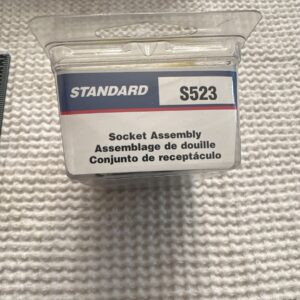 STANDARD S523
Socket Assembly
Assemblage de douille
Conjunto de receptáculo